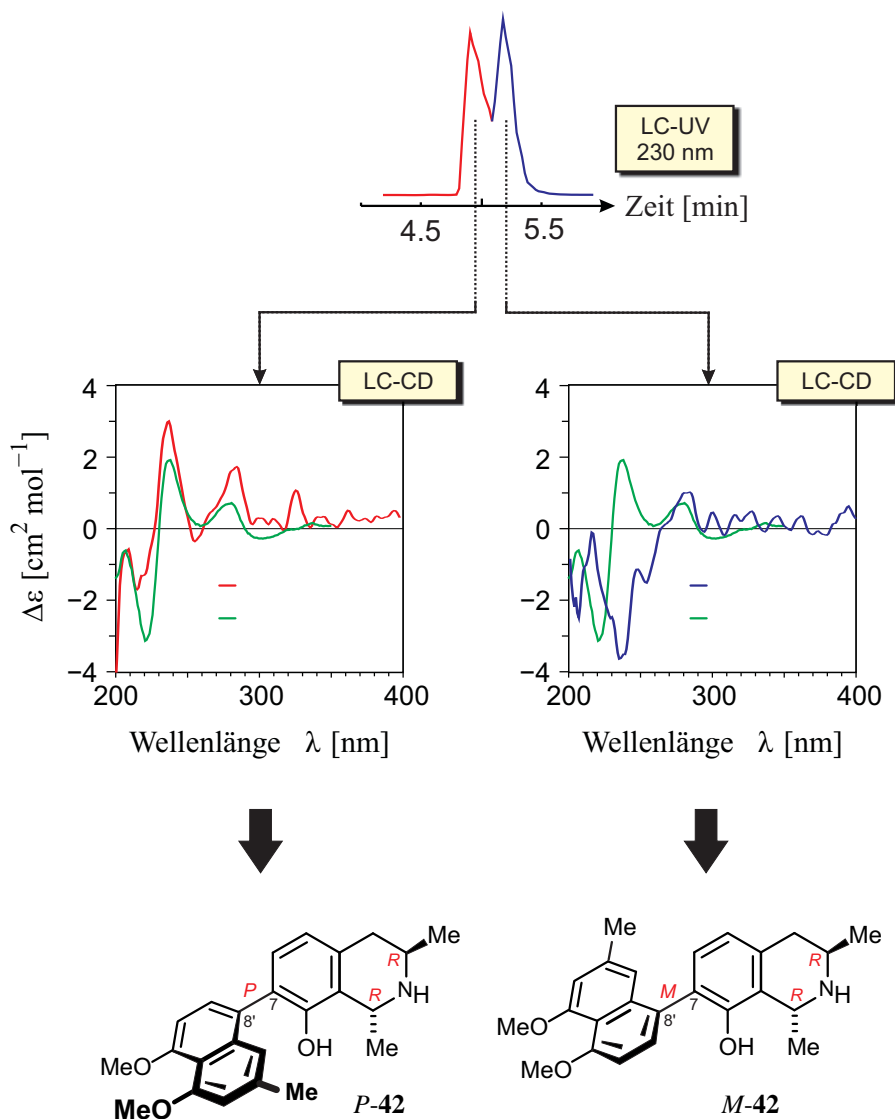 LC-UV
230 nm
4.5 5.5 Zeit [min]
LC-CD LC-CD
4 4
2 2
0 0
−2 −2
−4 −4
Δε [cm² mol⁻¹]
200 300 400 200 300 400
Wellenlänge λ [nm] Wellenlänge λ [nm]
Me Me Me
R R
P M
NH NH
R R
7 7
8' 8'
OH Me OH Me
MeO MeO
MeO Me MeO
P-42 M-42